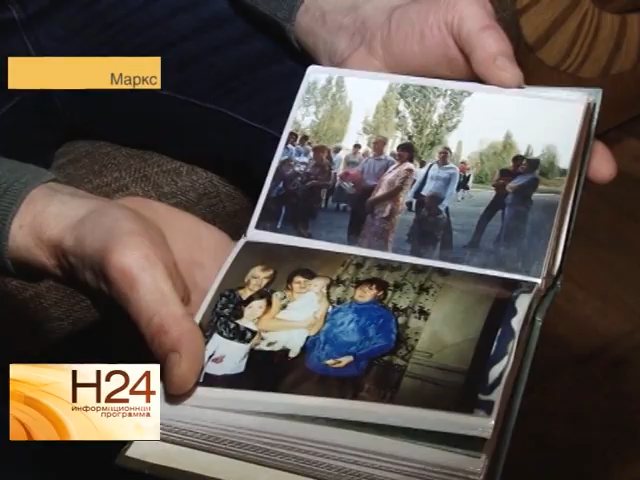 Маркс
Н24
информационная
программа